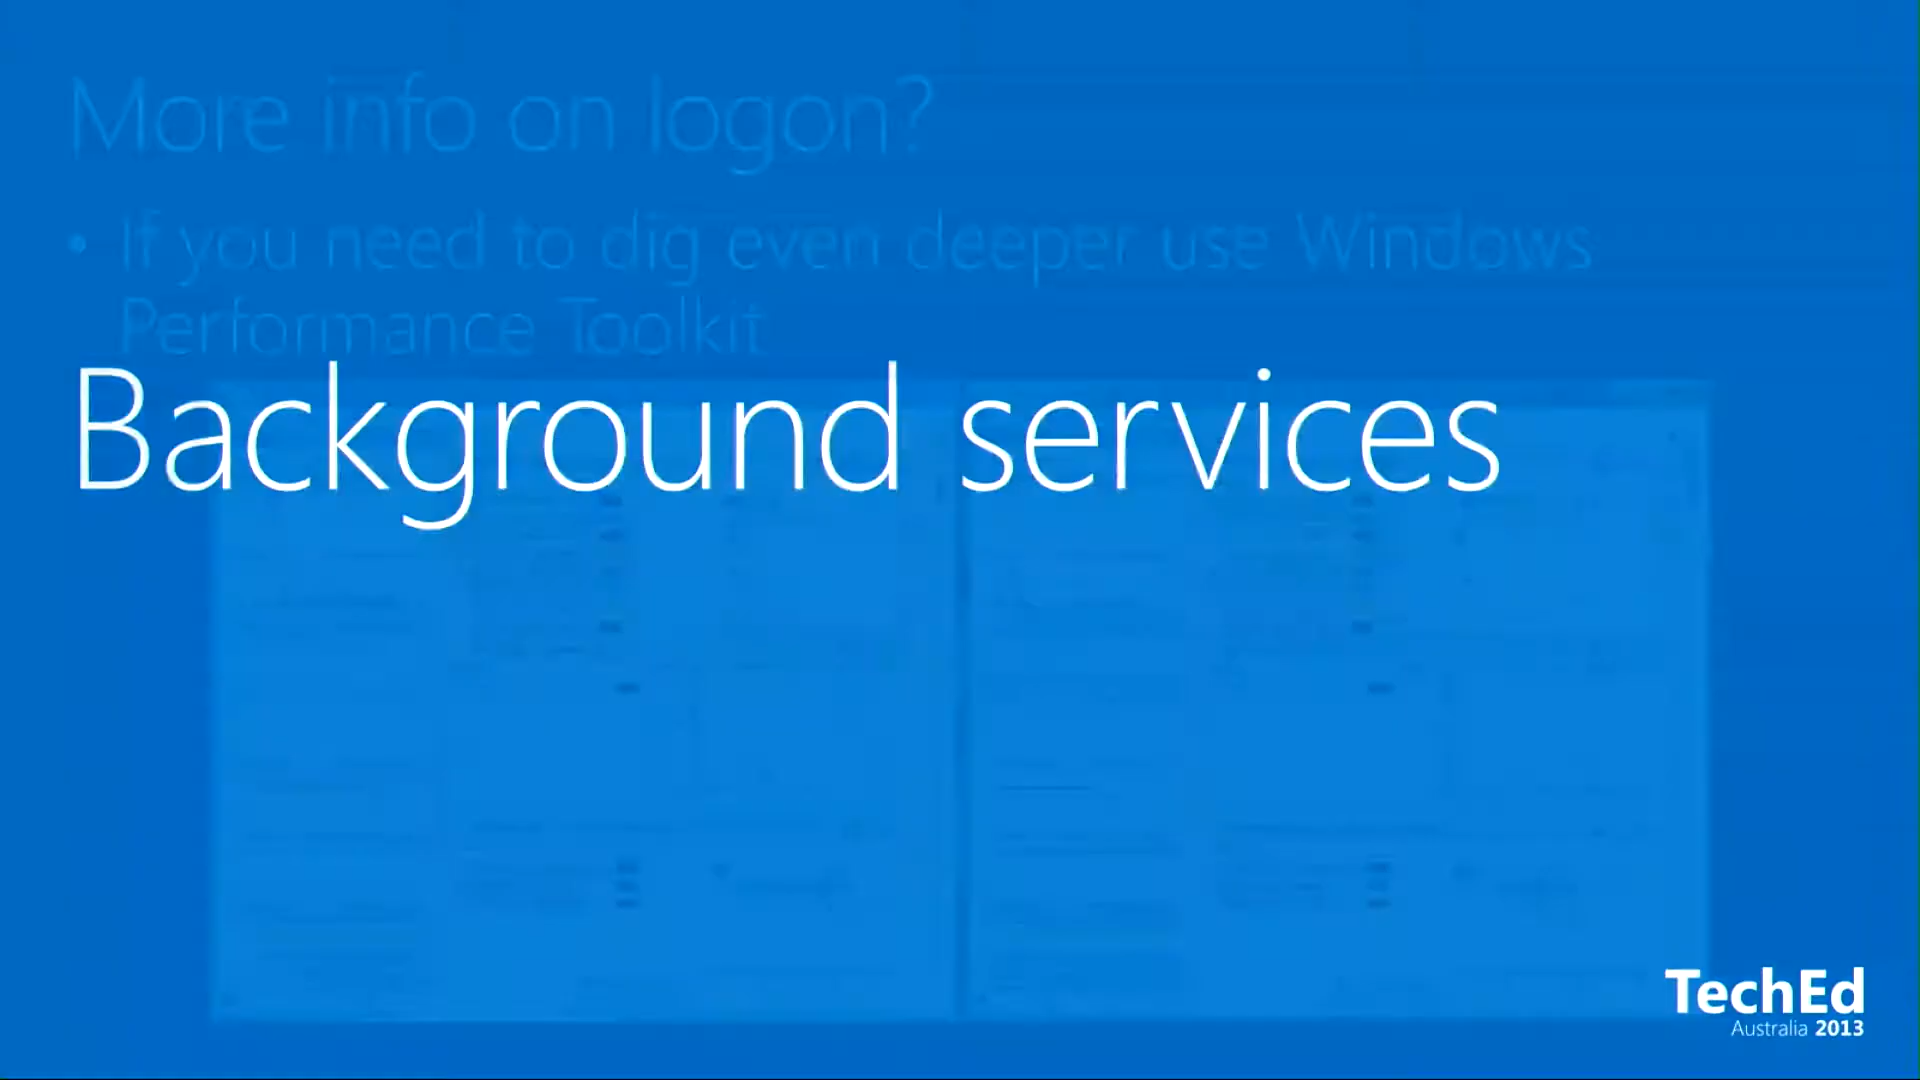 More info on logon?
• If you need to dig even deeper use Windows
Performance Toolkit
Background services
TechEd
Australia 2013